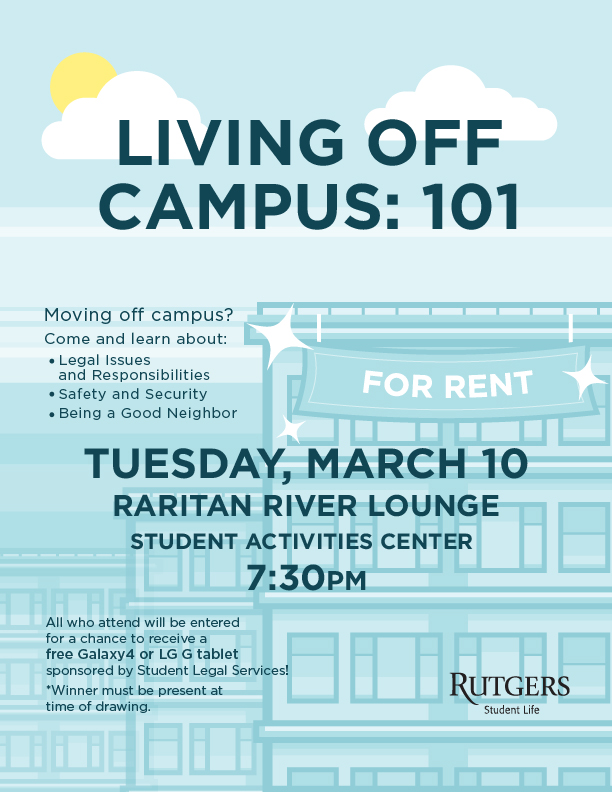 LIVING OFF
CAMPUS: 101
Moving off campus?
Come and learn about:
• Legal Issues
and Responsibilities
• Safety and Security
• Being a Good Neighbor
FOR RENT
TUESDAY, MARCH 10
RARITAN RIVER LOUNGE
STUDENT ACTIVITIES CENTER
7:30PM
All who attend will be entered
for a chance to receive a
free Galaxy4 or LG G tablet
sponsored by Student Legal Services!
*Winner must be present at
time of drawing.
RUTGERS
Student Life